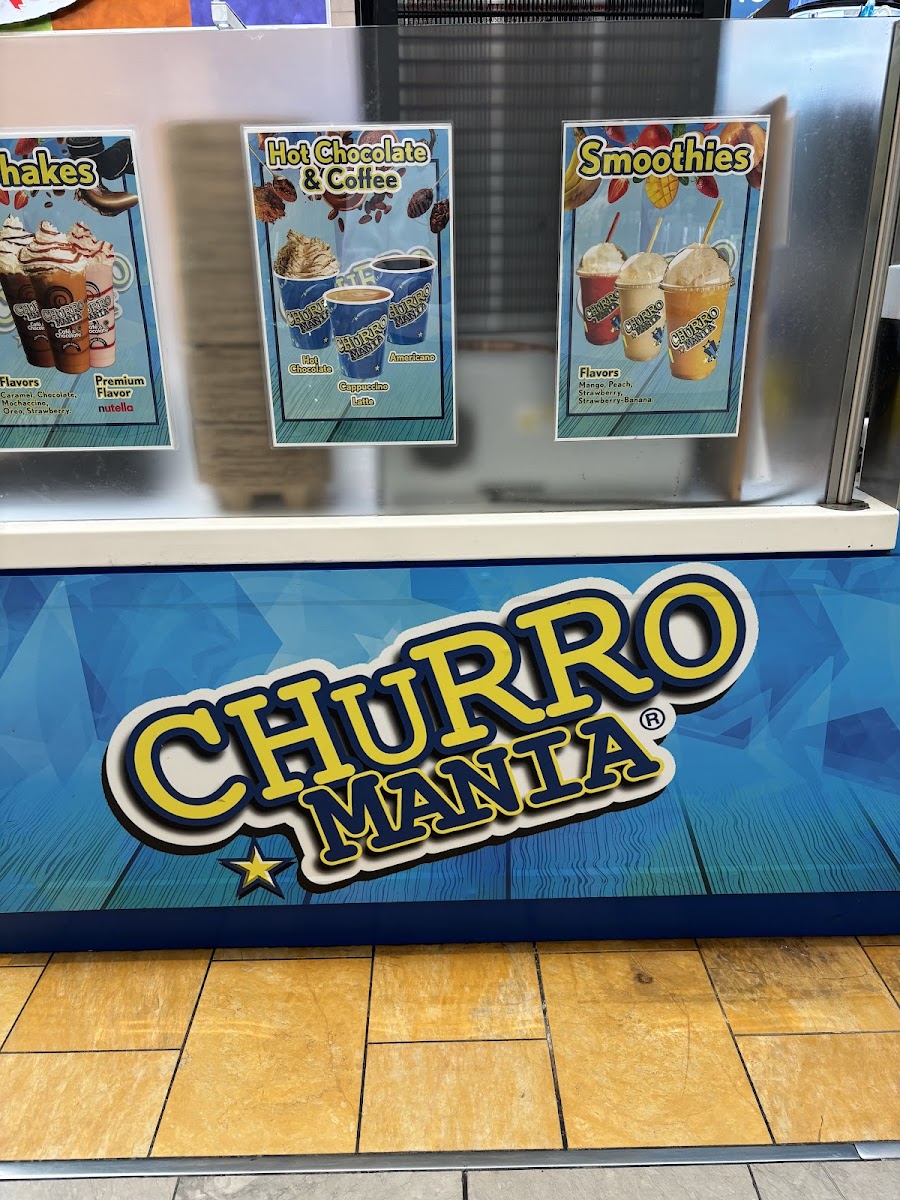 hakes
CHURRO
MANIA
Flavors
Caramel, Chocolate,
Mochaccino,
Oreo, Strawberry.
Premium
Flavor
nutella
Hot Chocolate
& Coffee
CHURRO
MANIA
CHURRO
MANIA
CHURRO
MANIA
Hot
Chocolate
Cappuccino
Latte
Americano
Smoothies
CHURRO
MANIA
CHURRO
MANIA
CHURRO
MANIA
Flavors
Mango, Peach,
Strawberry,
Strawberry-Banana
CHURRO
MANIA®